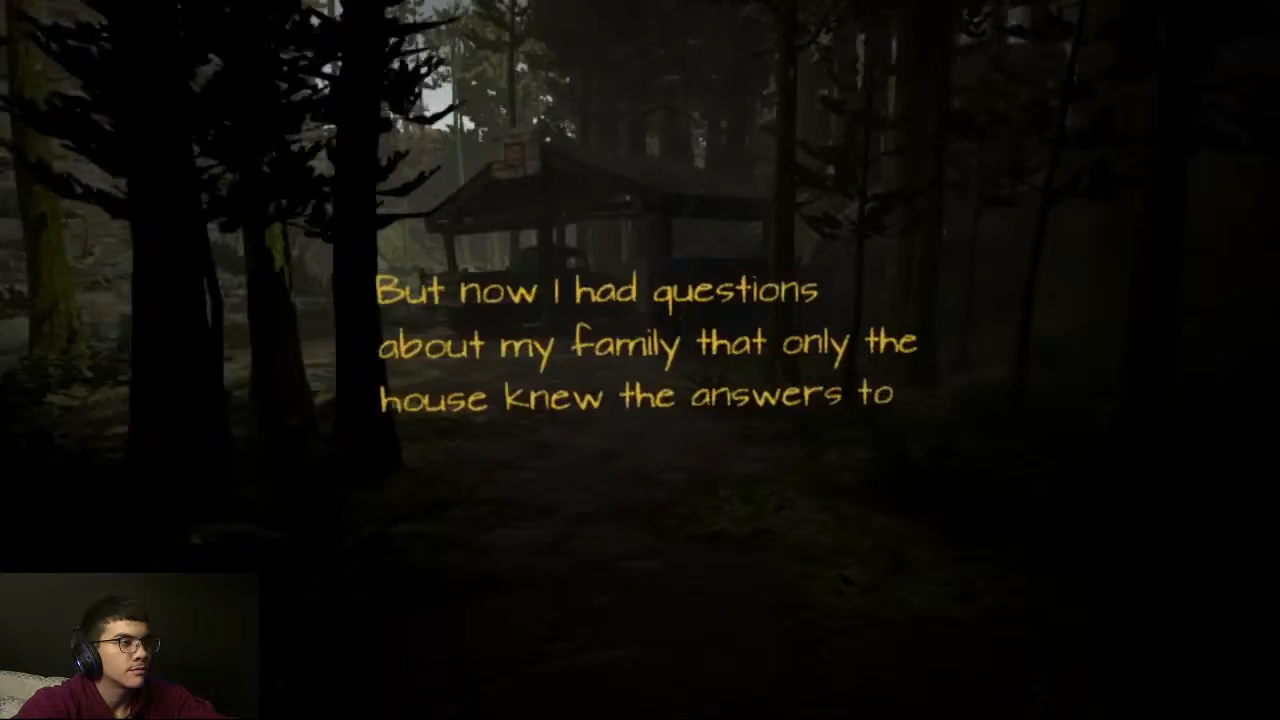 But now I had questions
about my family that only the
house knew the answers to